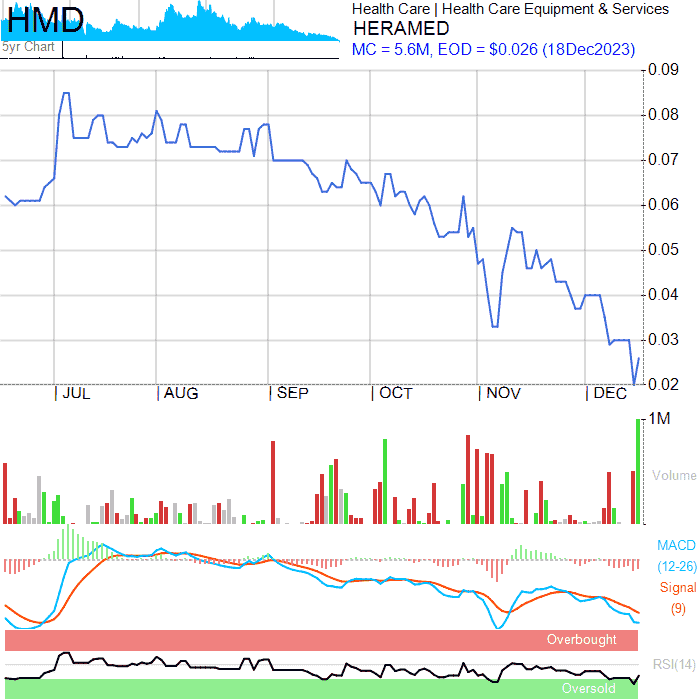 HMD
5yr Chart
Health Care | Health Care Equipment & Services
HERAMED
MC = 5.6M, EOD = $0.026 (18Dec2023)
0.09
0.08
0.07
0.06
0.05
0.04
0.03
0.02
| JUL | AUG | SEP | OCT | NOV | DEC
1M
Volume
MACD
(12-26)
Signal
(9)
Overbought
RSI(14)
Oversold